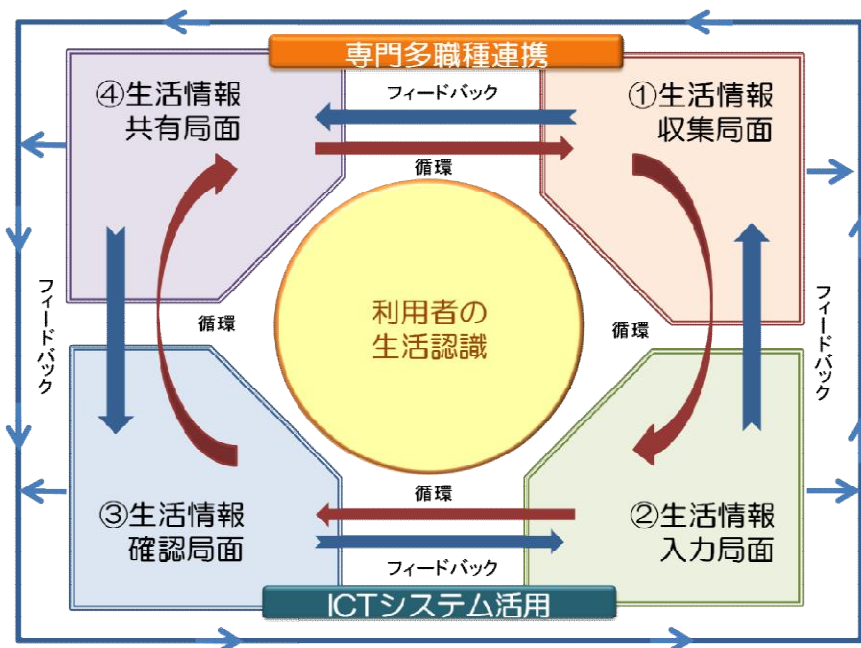 専門多職種連携
④生活情報
共有局面
フィードバック
循環
①生活情報
収集局面
フィードバック
循環
利用者の
生活認識
循環
フィードバック
③生活情報
確認局面
循環
フィードバック
②生活情報
入力局面
ICTシステム活用